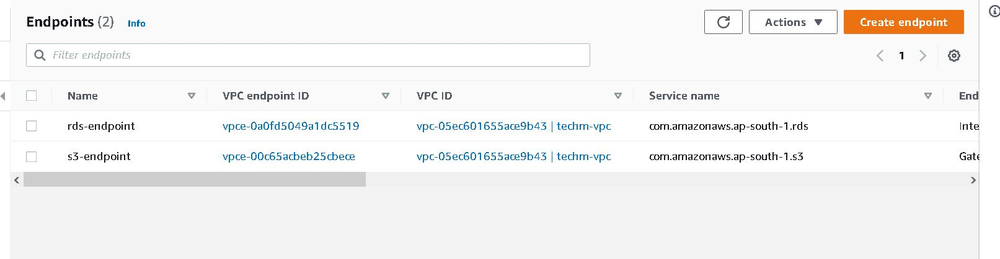 Endpoints (2) Info
Actions
Create endpoint
Filter endpoints
1
Name VPC endpoint ID VPC ID Service name End
rds-endpoint vpce-0a0fd5049a1dc5519 vpc-05ec601655ace9b43 | techm-vpc com.amazonaws.ap-south-1.rds Inte
s3-endpoint vpce-00c65acbeb25cbece vpc-05ec601655ace9b43 | techm-vpc com.amazonaws.ap-south-1.s3 Gate